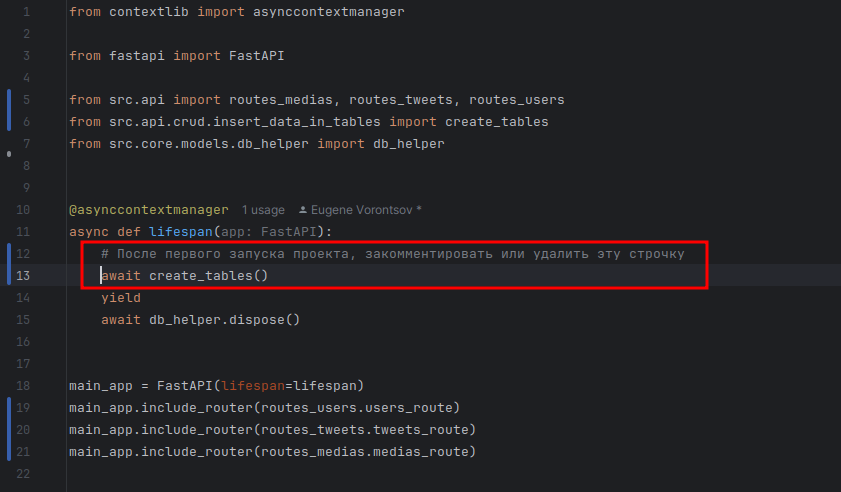 1 from contextlib import asynccontextmanager
2
3 from fastapi import FastAPI
4
5 from src.api import routes_medias, routes_tweets, routes_users
6 from src.api.crud.insert_data_in_tables import create_tables
7 from src.core.models.db_helper import db_helper
8
9
10 @asynccontextmanager 1 usage Eugene Vorontsov *
11 async def lifespan(app: FastAPI):
12 # После первого запуска проекта, закомментировать или удалить эту строчку
13 await create_tables()
14 yield
15 await db_helper.dispose()
16
17
18 main_app = FastAPI(lifespan=lifespan)
19 main_app.include_router(routes_users.users_route)
20 main_app.include_router(routes_tweets.tweets_route)
21 main_app.include_router(routes_medias.medias_route)
22